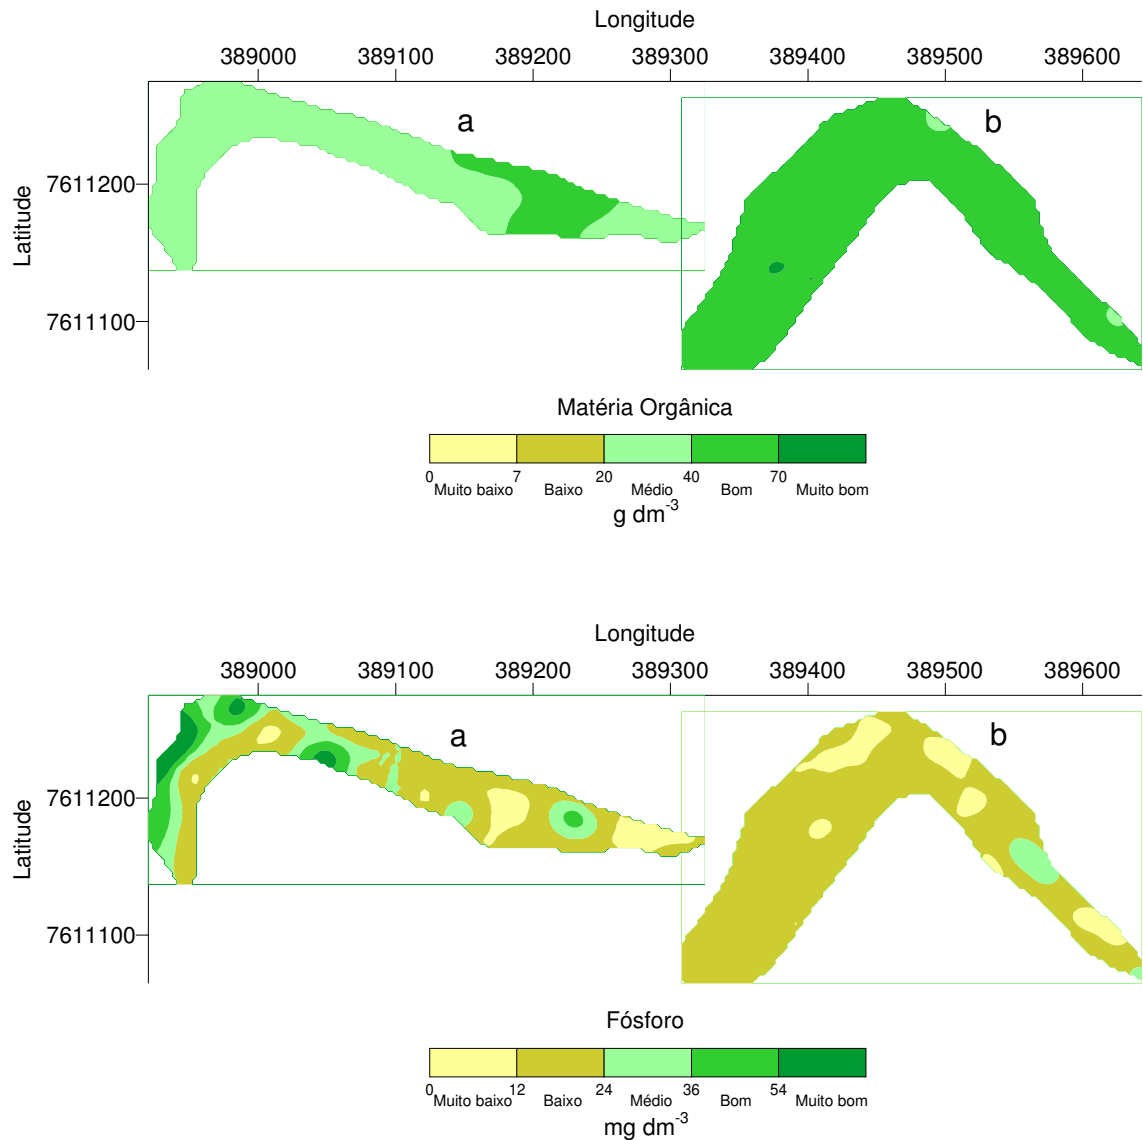 Longitude
389000 389100 389200 389300 389400 389500 389600
a
b
7611200
Latitude
7611100
Matéria Orgânica
0 7 20 40 70
Muito baixo Baixo Médio Bom Muito bom
g dm-3
Longitude
389000 389100 389200 389300 389400 389500 389600
a
b
7611200
Latitude
7611100
Fósforo
0 12 24 36 54
Muito baixo Baixo Médio Bom Muito bom
mg dm-3